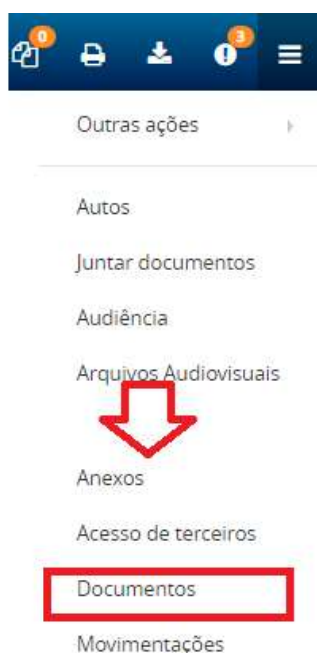 0 3
Outras ações
Autos
Juntar documentos
Audiência
Arquivos Audiovisuais
Anexos
Acesso de terceiros
Documentos
Movimentações